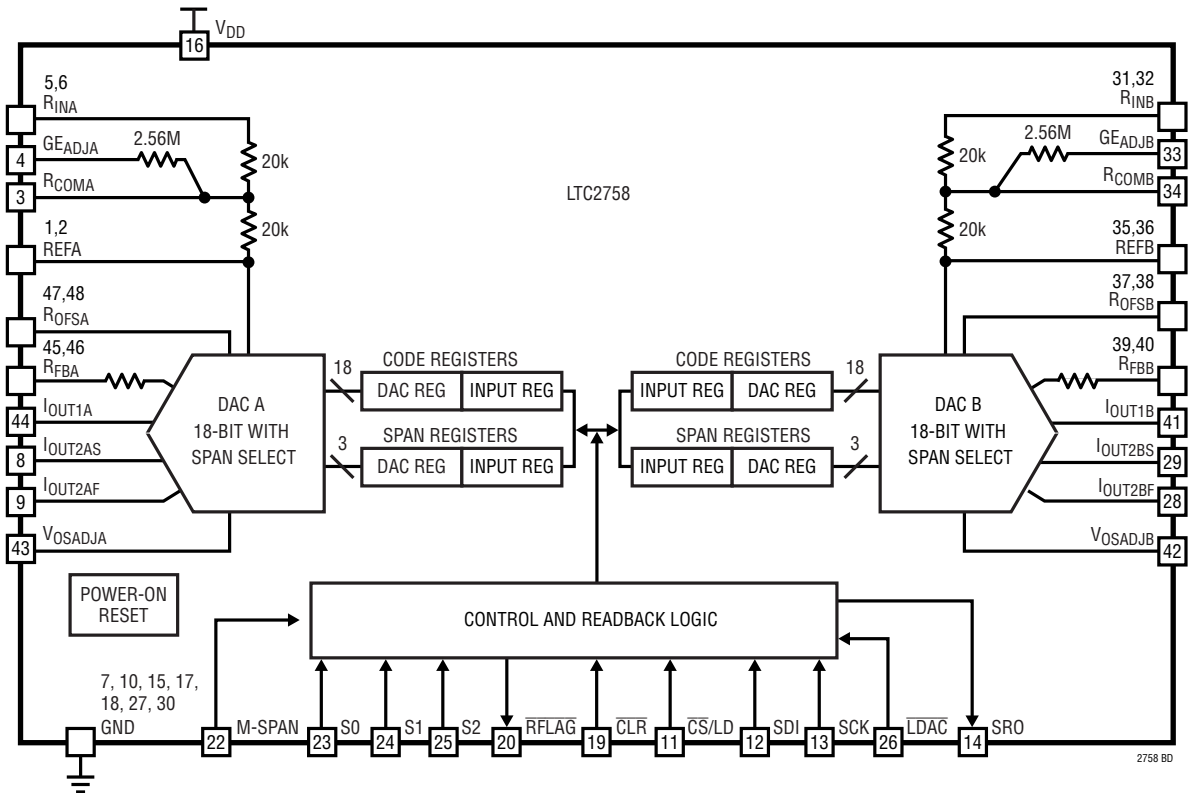 16
VDD
5,6
RINA
4
GEADJA
2.56M
20k
3
RCOMA
1,2
REFA
20k
47,48
ROFSA
45,46
RFBA
44
IOUT1A
8
IOUT2AS
9
IOUT2AF
43
VOSADJA
DAC A
18-BIT WITH
SPAN SELECT
18
CODE REGISTERS
DAC REG
INPUT REG
3
SPAN REGISTERS
DAC REG
INPUT REG
LTC2758
CODE REGISTERS
INPUT REG
DAC REG
18
SPAN REGISTERS
INPUT REG
DAC REG
3
DAC B
18-BIT WITH
SPAN SELECT
31,32
RINB
2.56M
GEADJB
33
20k
RCOMB
34
20k
35,36
REFB
37,38
ROFSB
39,40
RFBB
IOUT1B
41
IOUT2BS
29
IOUT2BF
28
VOSADJB
42
POWER-ON
RESET
CONTROL AND READBACK LOGIC
7, 10, 15, 17,
18, 27, 30
GND
22
M-SPAN
23
S0
24
S1
25
S2
20
R̅F̅L̅A̅G̅
19
C̅L̅R̅
11
C̅S̅/LD
12
SDI
13
SCK
26
L̅D̅A̅C̅
14
SRO
2758 BD